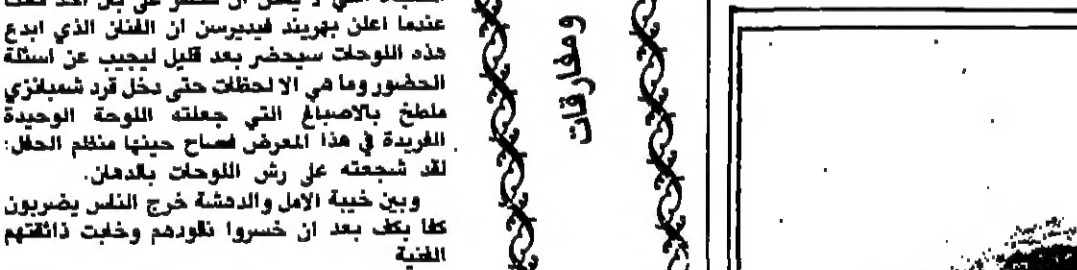 عندما اعلن بهريند فيديرسن ان الفنان الذي ابدع
هذه اللوحات سيحضر بعد قليل ليجيب عن اسئلة
الحضور وما هي الا لحظات حتى دخل قرد شمبانزي
ملطخ بالاصباغ التي جعلته اللوحة الوحيدة
الفريدة في هذا المعرض فصاح حينها منظم الحفل:
لقد شجعته على رش اللوحات بالدهان.
وبين خيبة الامل والدهشة خرج الناس يضربون
كفا بكف بعد ان خسروا نقودهم وخابت ذائقتهم
الفنية
ومفارقات